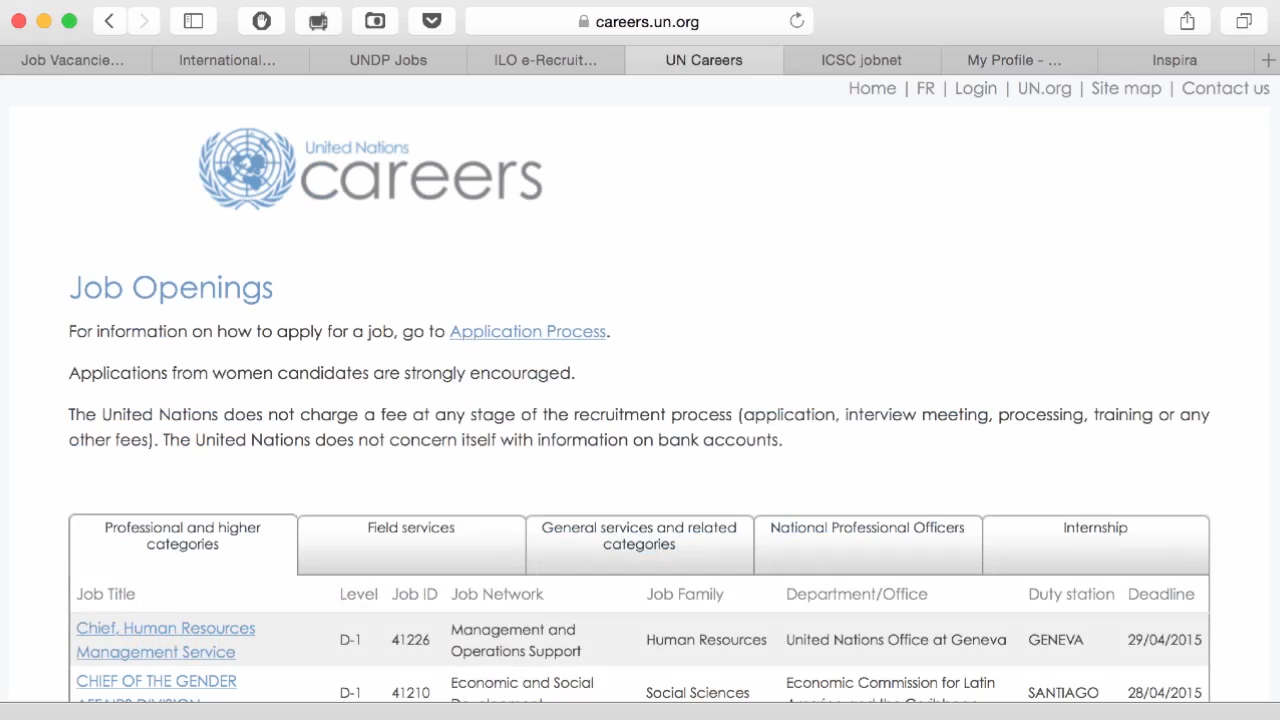 careers.un.org
Job Vacancie... International... UNDP Jobs ILO e-Recruit... UN Careers ICSC jobnet My Profile - ... Inspira
Home | FR | Login | UN.org | Site map | Contact us
United Nations
careers
Job Openings
For information on how to apply for a job, go to Application Process.
Applications from women candidates are strongly encouraged.
The United Nations does not charge a fee at any stage of the recruitment process (application, interview meeting, processing, training or any
other fees). The United Nations does not concern itself with information on bank accounts.
Professional and higher categories Field services General services and related categories National Professional Officers Internship
Job Title Level Job ID Job Network Job Family Department/Office Duty station Deadline
Chief, Human Resources Management Service D-1 41226 Management and Operations Support Human Resources United Nations Office at Geneva GENEVA 29/04/2015
CHIEF OF THE GENDER D-1 41210 Economic and Social Social Sciences Economic Commission for Latin SANTIAGO 28/04/2015